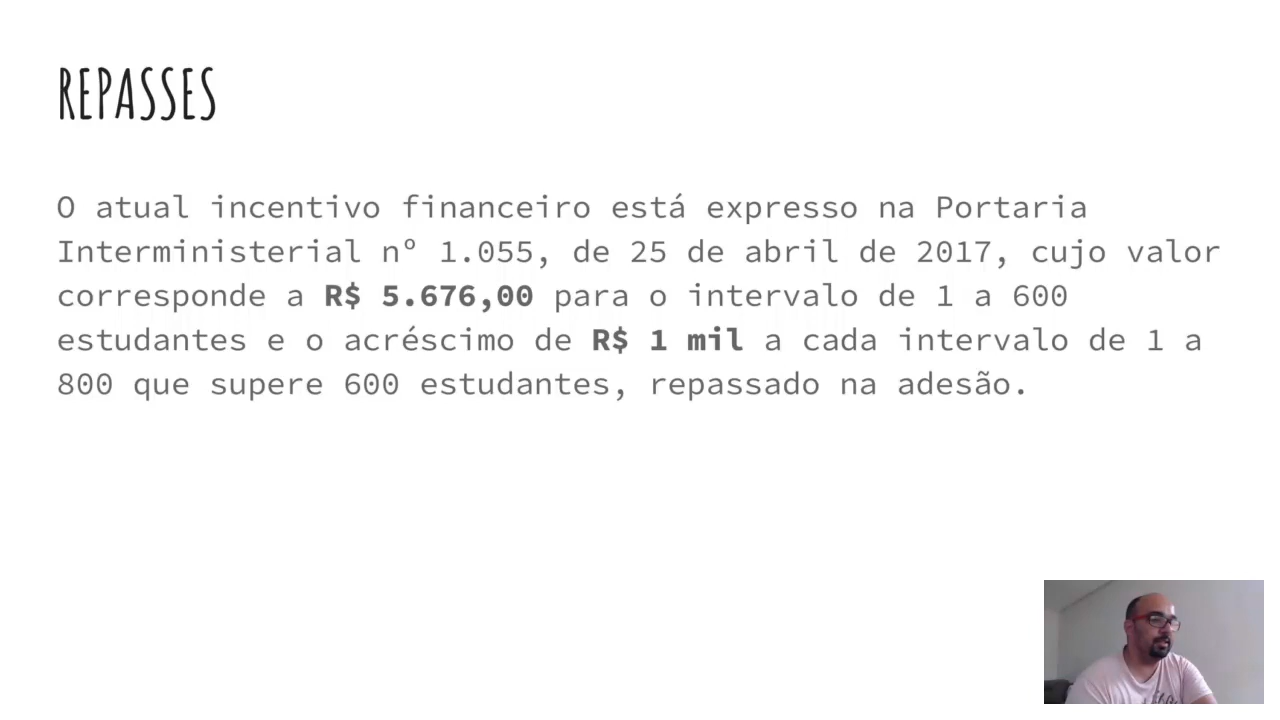 REPASSES
O atual incentivo financeiro está expresso na Portaria
Interministerial nº 1.055, de 25 de abril de 2017, cujo valor
corresponde a R$ 5.676,00 para o intervalo de 1 a 600
estudantes e o acréscimo de R$ 1 mil a cada intervalo de 1 a
800 que supere 600 estudantes, repassado na adesão.